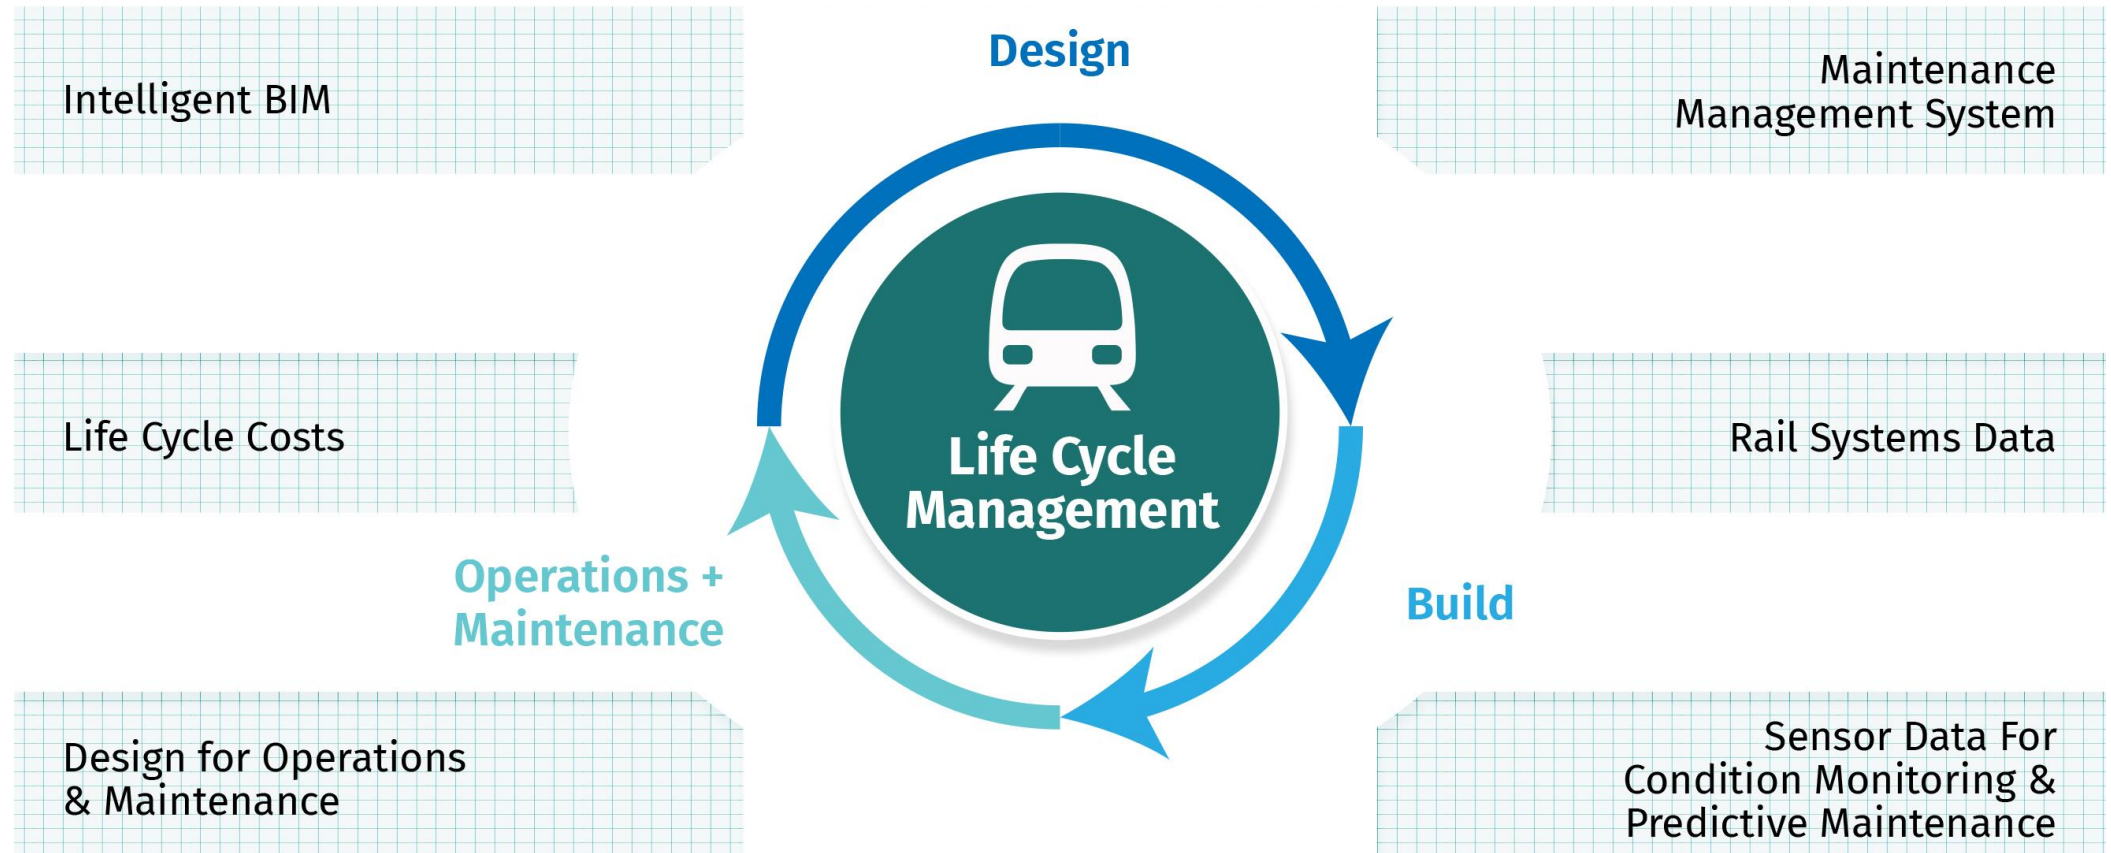 Design
Intelligent BIM
Maintenance
Management System
Life Cycle Costs
Life Cycle
Management
Rail Systems Data
Operations +
Maintenance
Build
Design for Operations
& Maintenance
Sensor Data For
Condition Monitoring &
Predictive Maintenance